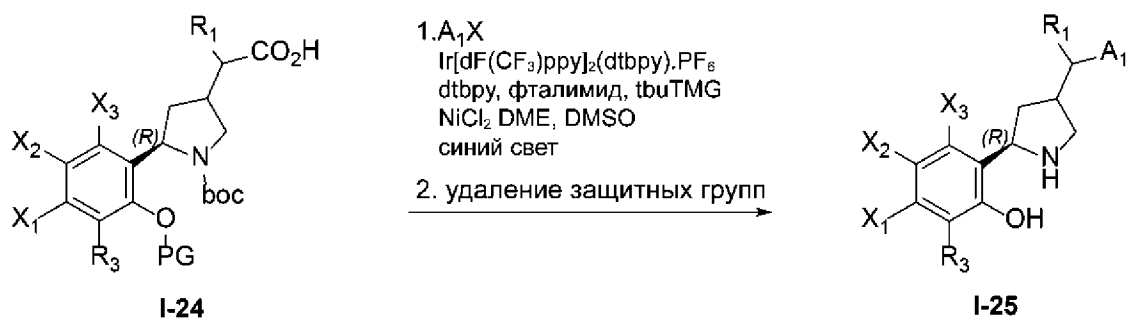 R₁
CO₂H
X₃
X₂
(R)
N
boc
X₁
O
R₃
PG
I-24
1.A₁X
Ir[dF(CF₃)ppy]₂(dtbpy).PF₆
dtbpy, фталимид, tbuTMG
NiCl₂ DME, DMSO
синий свет
2. удаление защитных групп
R₁
A₁
X₃
X₂
(R)
N
H
X₁
OH
R₃
I-25